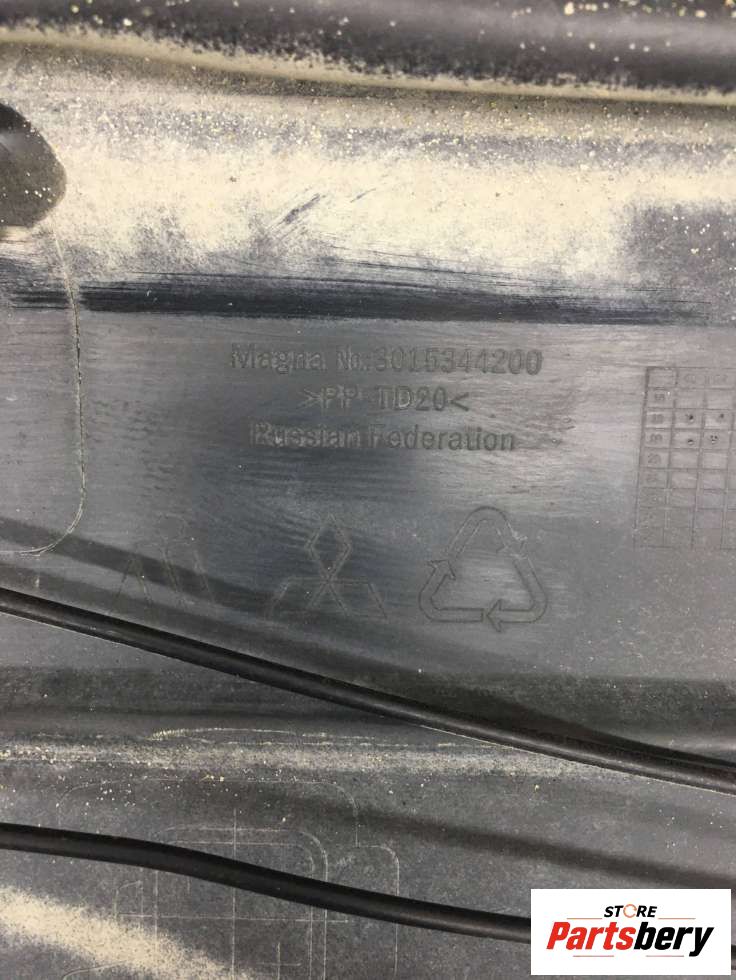 Magna №.3015344200
>PP-TD20<
Russian Federation
STORE
Partsbery